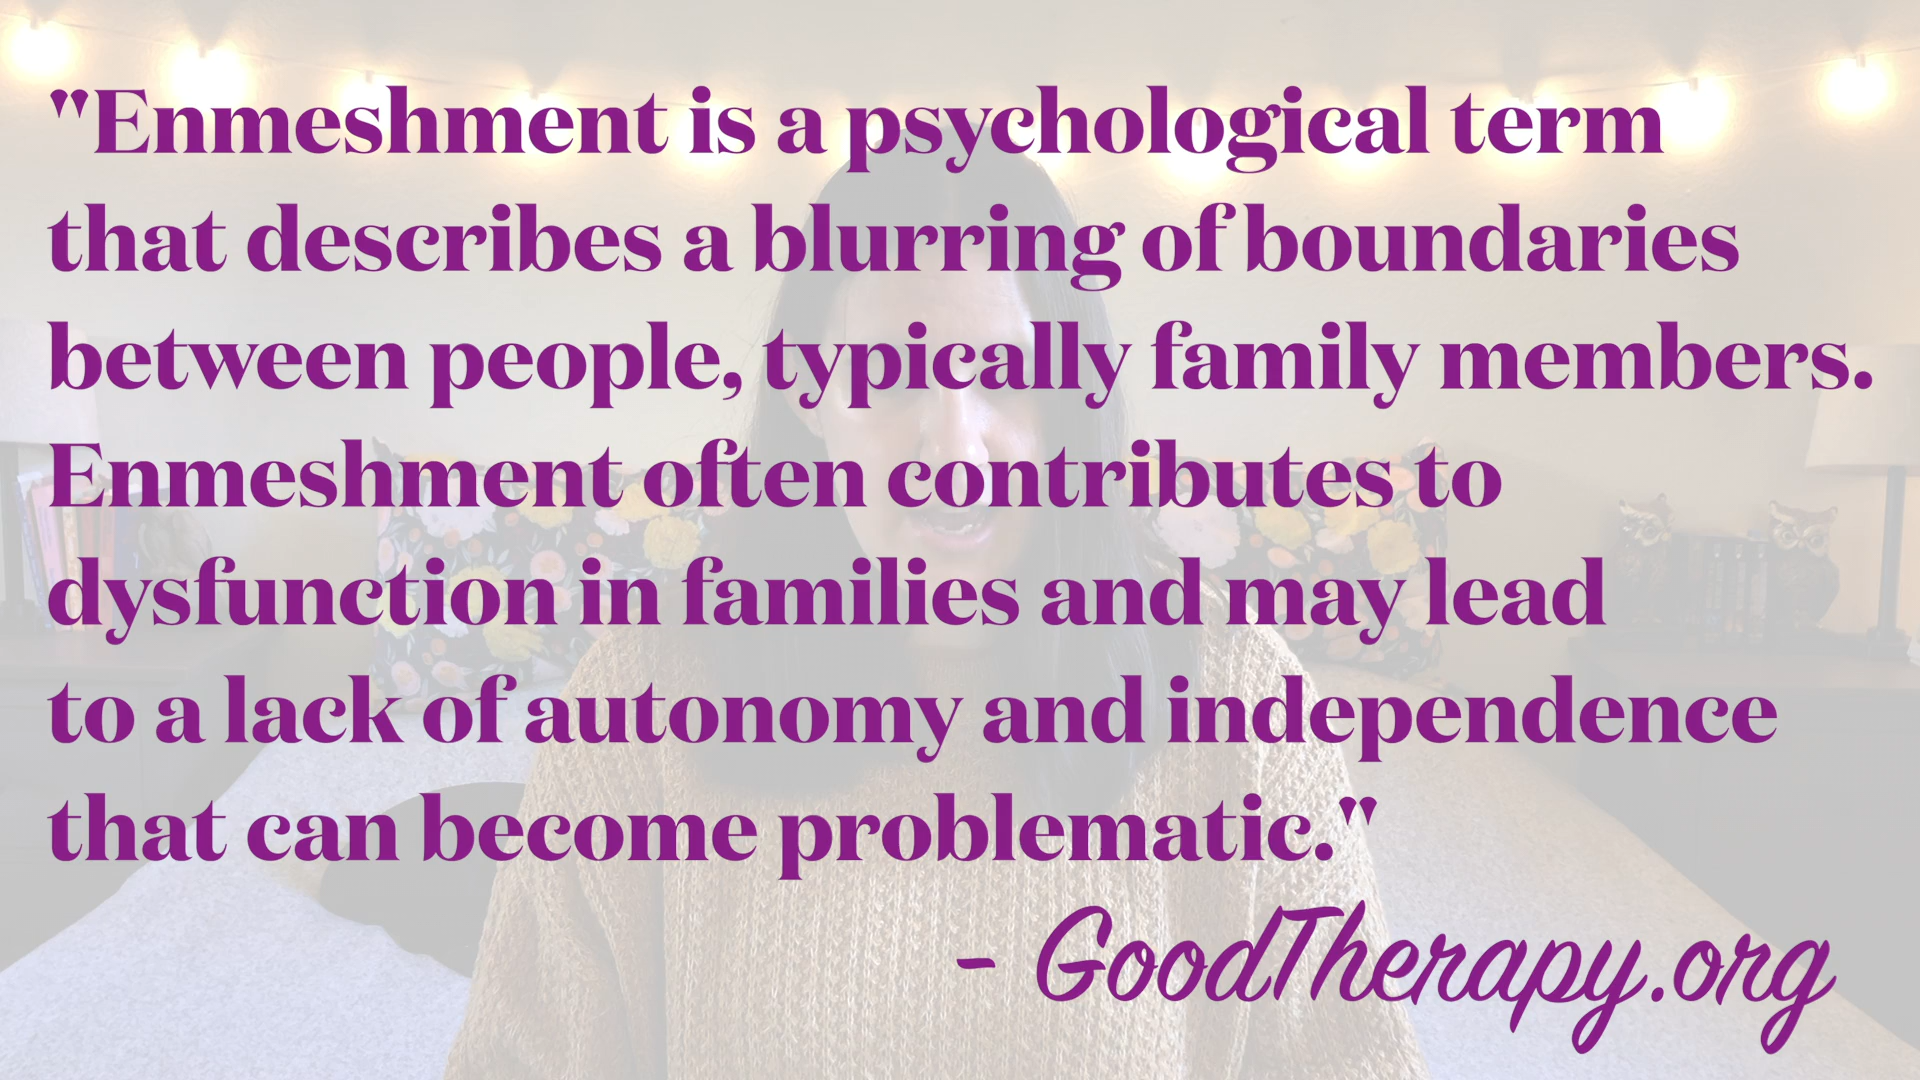 "Enmeshment is a psychological term
that describes a blurring of boundaries
between people, typically family members.
Enmeshment often contributes to
dysfunction in families and may lead
to a lack of autonomy and independence
that can become problematic."
- GoodTherapy.org